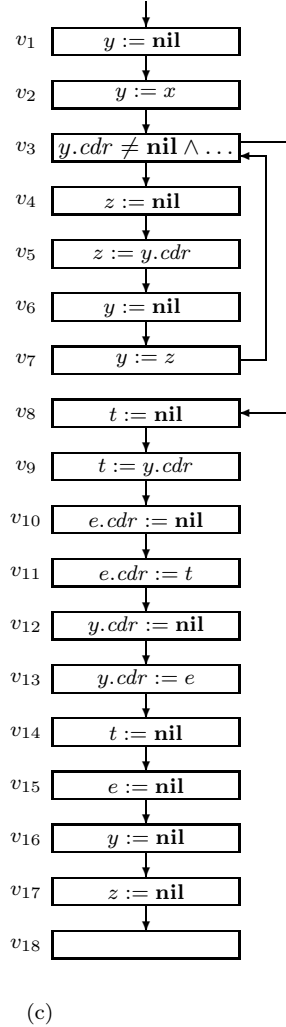 v₁ y := nil
v₂ y := x
v₃ y.cdr ≠ nil ∧ ...
v₄ z := nil
v₅ z := y.cdr
v₆ y := nil
v₇ y := z
v₈ t := nil
v₉ t := y.cdr
v₁₀ e.cdr := nil
v₁₁ e.cdr := t
v₁₂ y.cdr := nil
v₁₃ y.cdr := e
v₁₄ t := nil
v₁₅ e := nil
v₁₆ y := nil
v₁₇ z := nil
v₁₈
(c)